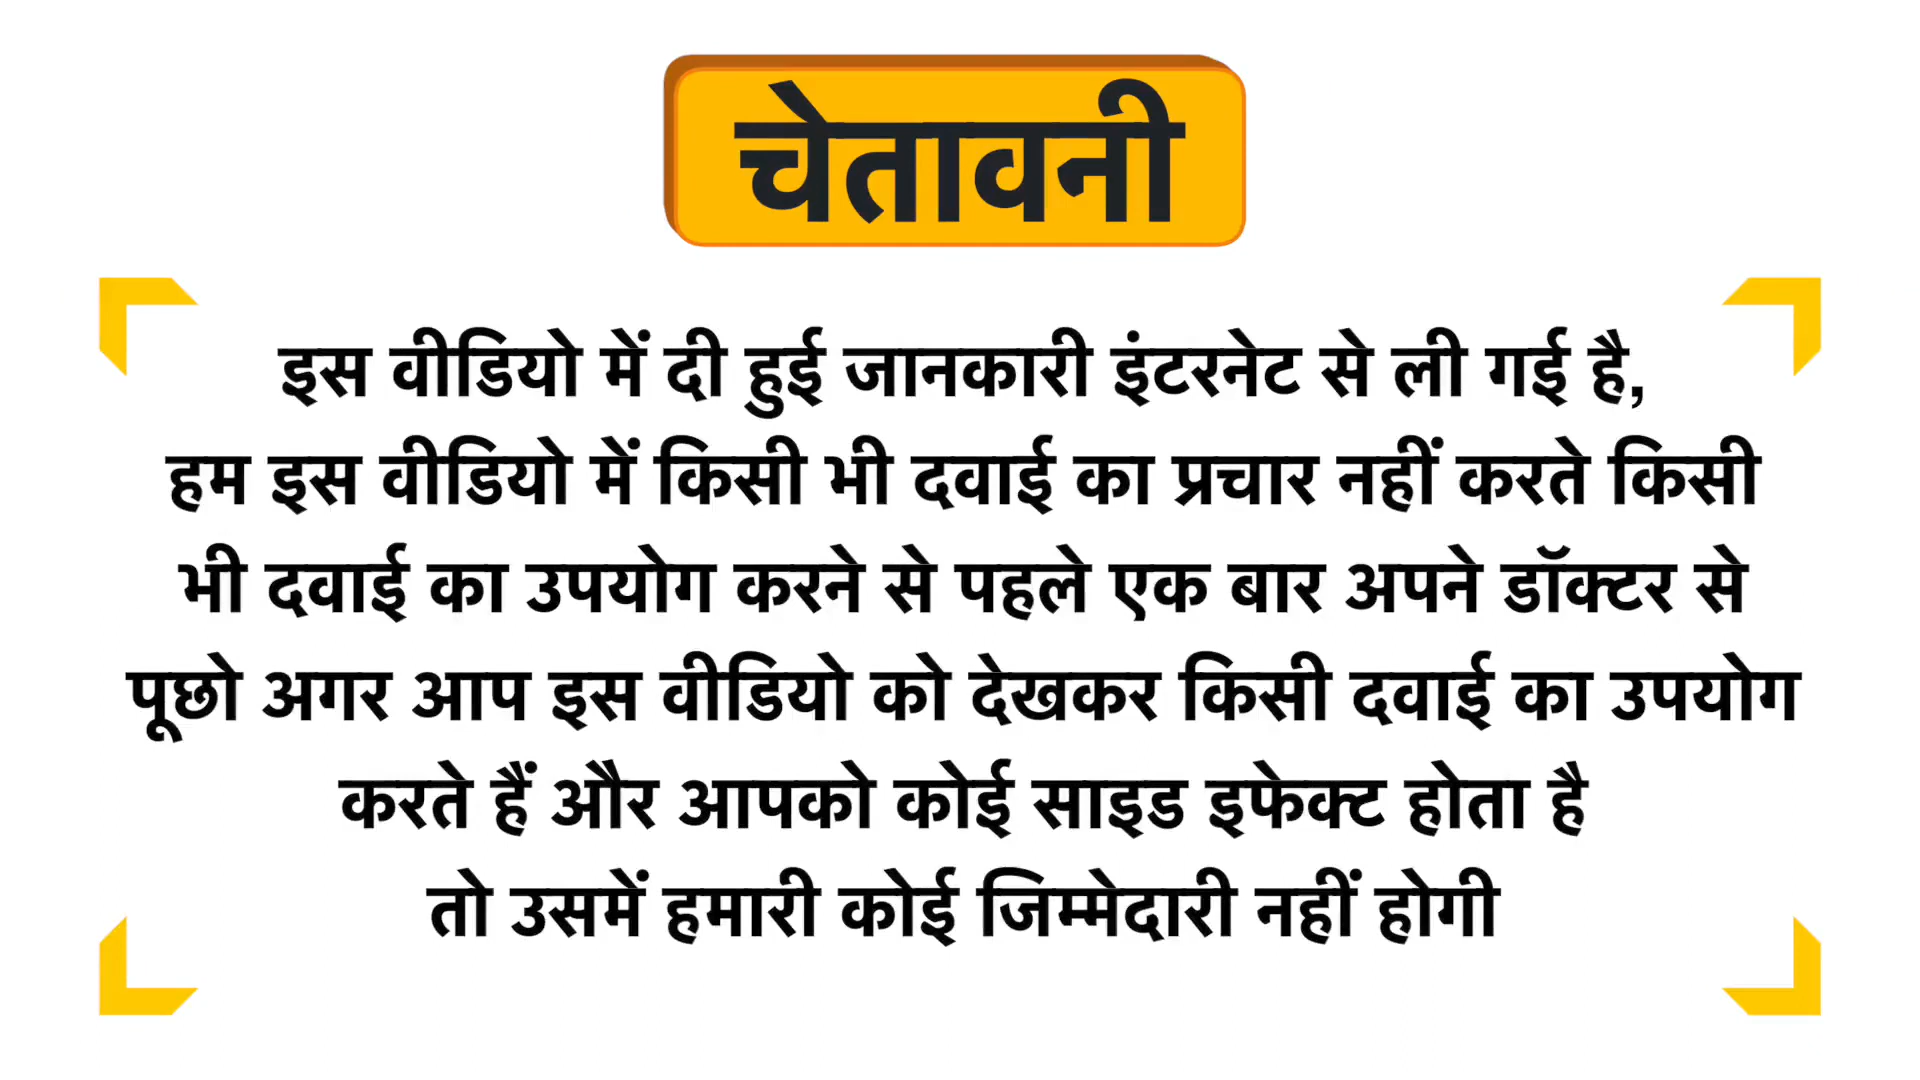 चेतावनी
इस वीडियो में दी हुई जानकारी इंटरनेट से ली गई है,
हम इस वीडियो में किसी भी दवाई का प्रचार नहीं करते किसी
भी दवाई का उपयोग करने से पहले एक बार अपने डॉक्टर से
पूछो अगर आप इस वीडियो को देखकर किसी दवाई का उपयोग
करते हैं और आपको कोई साइड इफेक्ट होता है
तो उसमें हमारी कोई जिम्मेदारी नहीं होगी